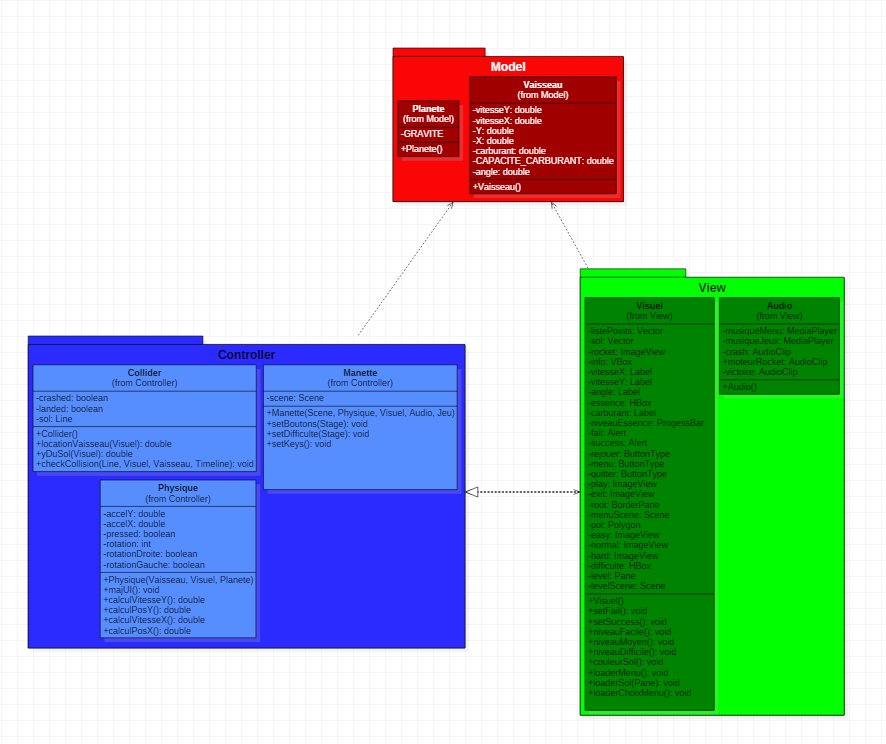 Model
Planete
(from Model)
-GRAVITE
+Planete()
Vaisseau
(from Model)
-vitesseY: double
-vitesseX: double
-Y: double
-X: double
-carburant: double
-CAPACITE_CARBURANT: double
-angle: double
+Vaisseau()
Controller
Collider
(from Controller)
-crashed: boolean
-landed: boolean
-sol: Line
+Collider()
+locationVaisseau(Visuel): double
+yDuSol(Visuel): double
+checkCollision(Line, Visuel, Vaisseau, Timeline): void
Manette
(from Controller)
-scene: Scene
+Manette(Scene, Physique, Visuel, Audio, Jeu)
+setBoutons(Stage): void
+setDifficulte(Stage): void
+setKeys(): void
Physique
(from Controller)
-accelY: double
-accelX: double
-pressed: boolean
-rotation: int
-rotationDroite: boolean
-rotationGauche: boolean
+Physique(Vaisseau, Visuel, Planete)
+majUI(): void
+calculVitesseY(): double
+calculPosY(): double
+calculVitesseX(): double
+calculPosX(): double
View
Visuel
(from View)
-listePoints: Vector
-sol: Vector
-rocket: ImageView
-info: VBox
-vitesseX: Label
-vitesseY: Label
-angle: Label
-essence: HBox
-carburant: Label
-niveauEssence: ProgessBar
-fail: Alert
-success: Alert
-rejouer: ButtonType
-menu: ButtonType
-quitter: ButtonType
-play: ImageView
-exit: ImageView
-root: BorderPane
-menuScene: Scene
-pol: Polygon
-easy: ImageView
-normal: ImageView
-hard: ImageView
-difficulte: HBox
-level: Pane
-levelScene: Scene
+Visuel()
+setFail(): void
+setSuccess(): void
+niveauFacile(): void
+niveauMoyen(): void
+niveauDifficile(): void
+couleurSol(): void
+loaderMenu(): void
+loaderSol(Pane): void
+loaderChoixMenu(): void
Audio
(from View)
-musiqueMenu: MediaPlayer
-musiqueJeux: MediaPlayer
-crash: AudioClip
+moteurRocket: AudioClip
-victoire: AudioClip
+Audio()